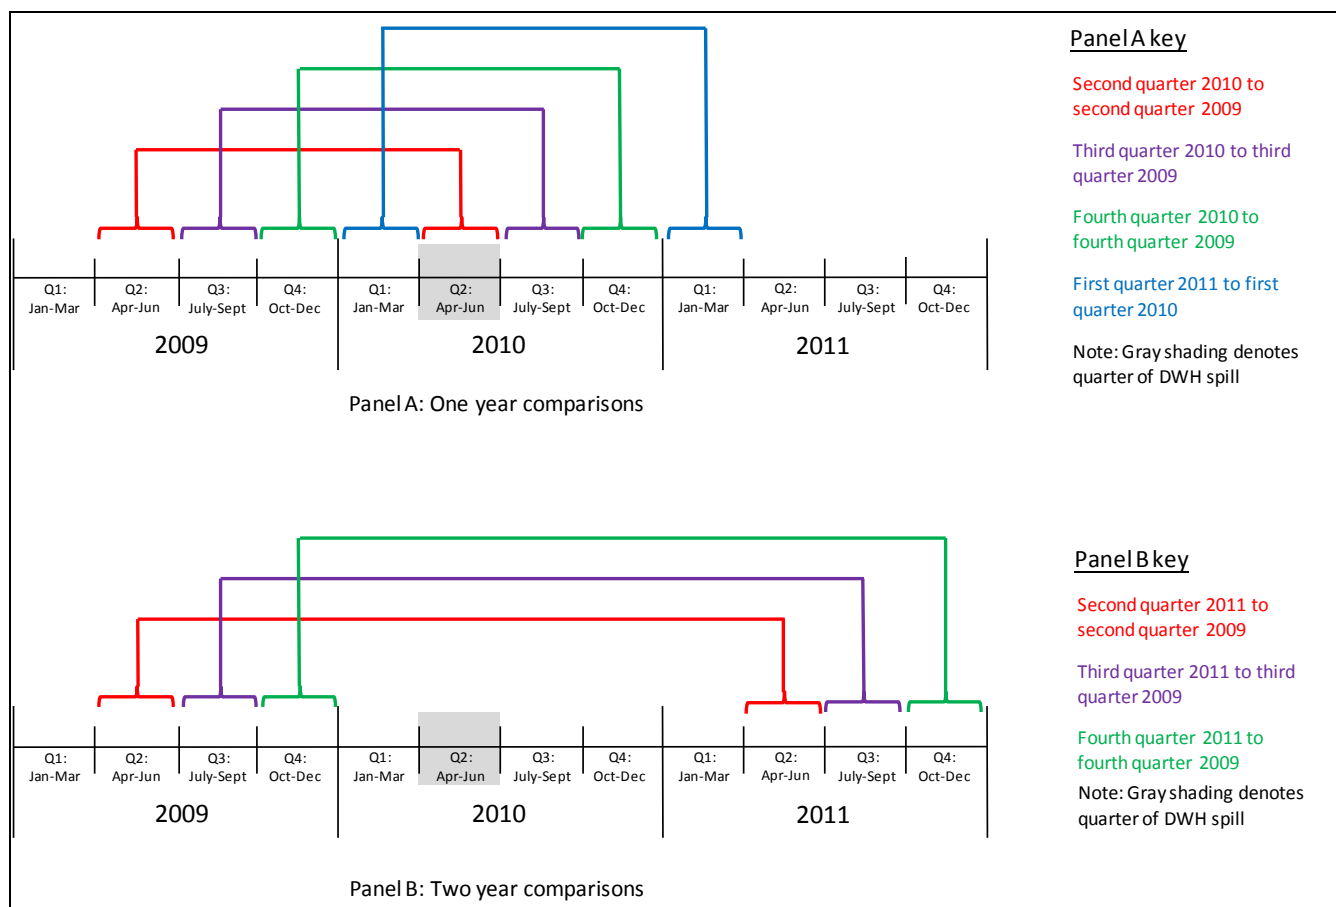 Panel A key
Second quarter 2010 to
second quarter 2009
Third quarter 2010 to third
quarter 2009
Fourth quarter 2010 to
fourth quarter 2009
First quarter 2011 to first
quarter 2010
Note: Gray shading denotes
quarter of DWH spill
Q1: Q2: Q3: Q4: Q1: Q2: Q3: Q4: Q1: Q2: Q3: Q4:
Jan-Mar Apr-Jun July-Sept Oct-Dec Jan-Mar Apr-Jun July-Sept Oct-Dec Jan-Mar Apr-Jun July-Sept Oct-Dec
2009 2010 2011
Panel A: One year comparisons
Panel B key
Second quarter 2011 to
second quarter 2009
Third quarter 2011 to third
quarter 2009
Fourth quarter 2011 to
fourth quarter 2009
Note: Gray shading denotes
quarter of DWH spill
Q1: Q2: Q3: Q4: Q1: Q2: Q3: Q4: Q1: Q2: Q3: Q4:
Jan-Mar Apr-Jun July-Sept Oct-Dec Jan-Mar Apr-Jun July-Sept Oct-Dec Jan-Mar Apr-Jun July-Sept Oct-Dec
2009 2010 2011
Panel B: Two year comparisons